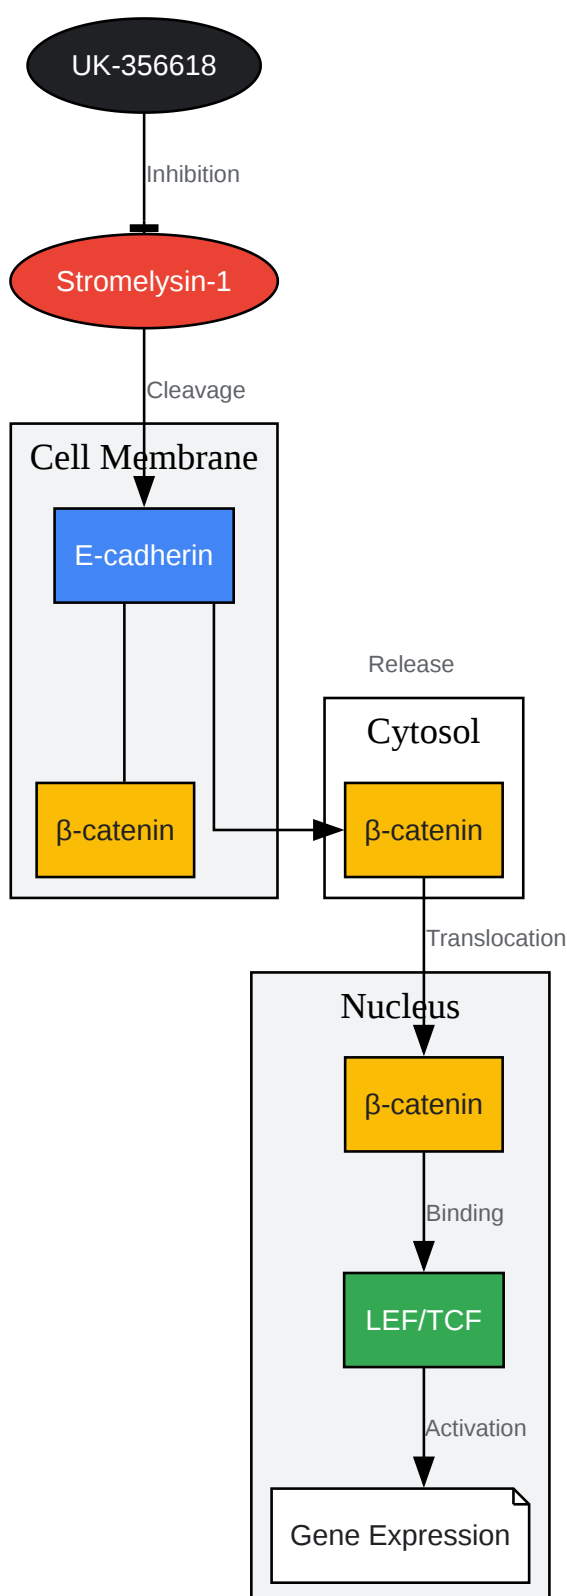 UK-356618
Inhibition
Stromelysin-1
Cleavage
Cell Membrane
E-cadherin
Release
Cytosol
β-catenin
β-catenin
Translocation
Nucleus
β-catenin
Binding
LEF/TCF
Activation
Gene Expression